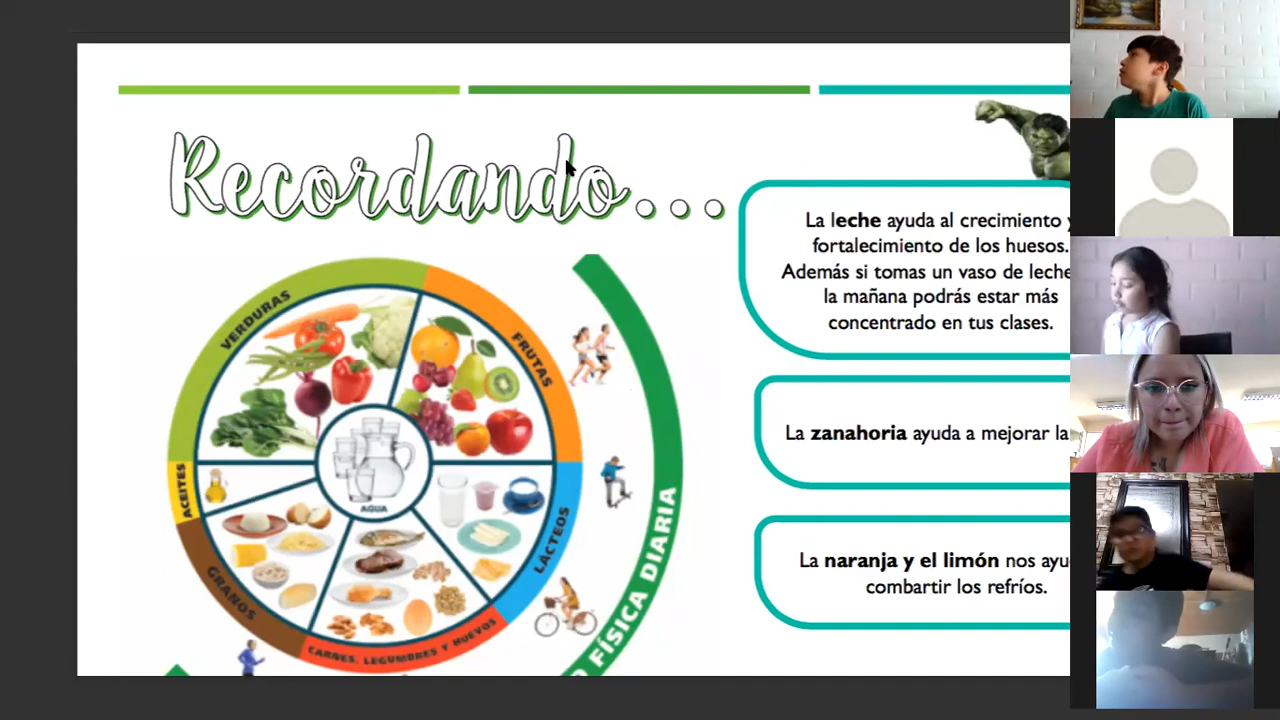 Recordando...
La leche ayuda al crecimiento y
fortalecimiento de los huesos.
Además si tomas un vaso de leche
la mañana podrás estar más
concentrado en tus clases.
La zanahoria ayuda a mejorar la
La naranja y el limón nos ayu
combartir los refríos.
VERDURAS
FRUTAS
ACEITES
AGUA
LÁCTEOS
GRANOS
CARNES, LEGUMBRES Y HUEVOS
FÍSICA DIARIA